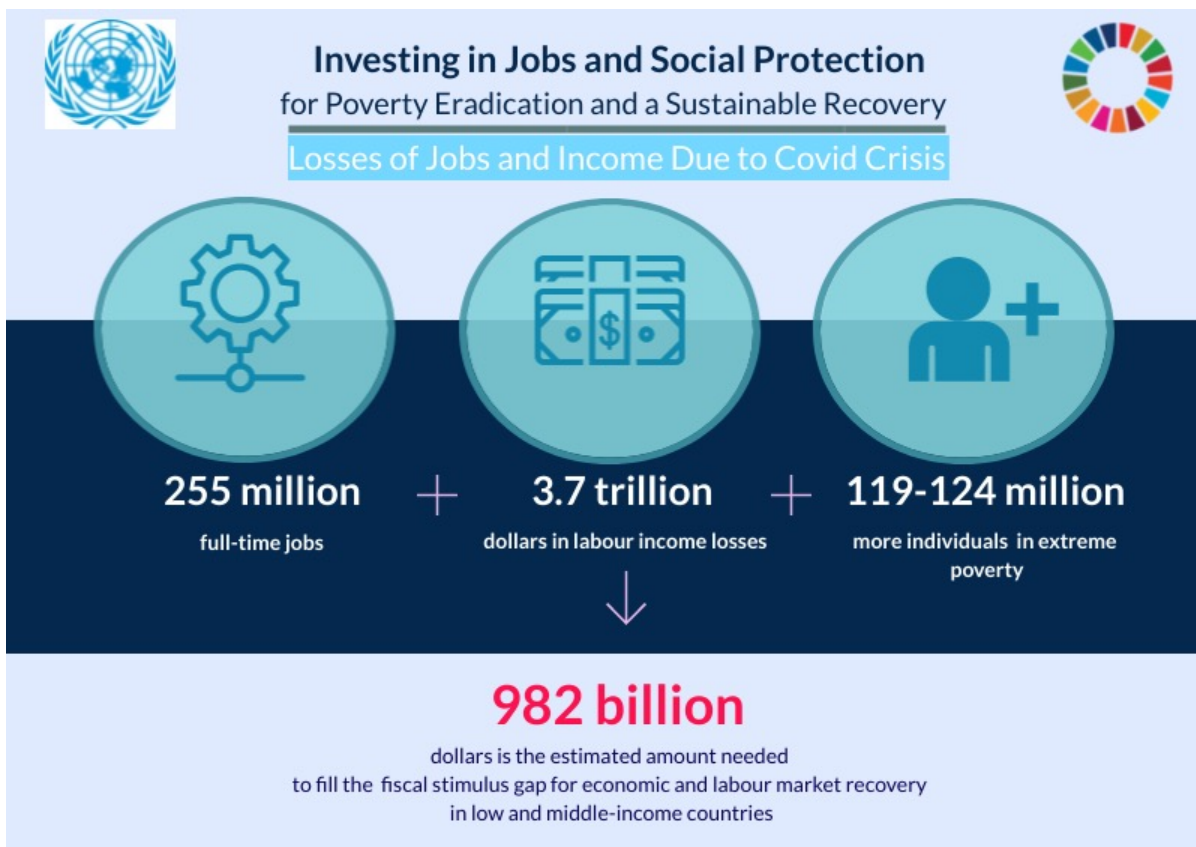 Investing in Jobs and Social Protection
for Poverty Eradication and a Sustainable Recovery
Losses of Jobs and Income Due to Covid Crisis
$
255 million
full-time jobs
+
3.7 trillion
dollars in labour income losses
+
119-124 million
more individuals in extreme
poverty
982 billion
dollars is the estimated amount needed
to fill the fiscal stimulus gap for economic and labour market recovery
in low and middle-income countries